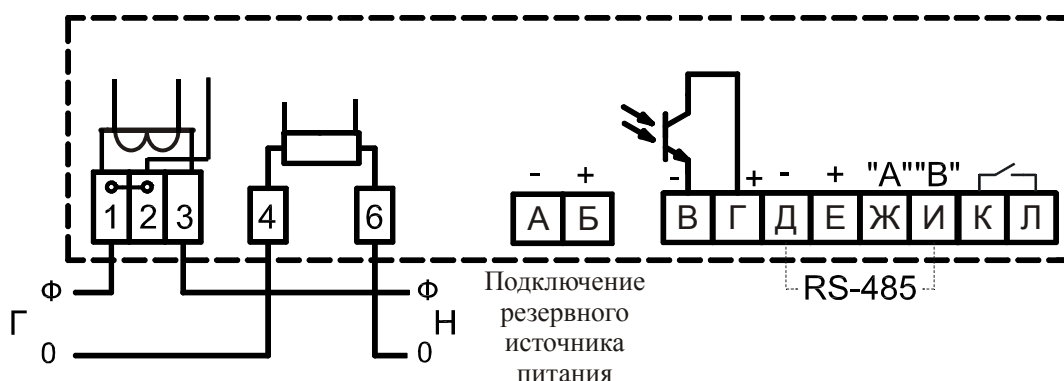 - + - + - + "А""В"
1 2 3 4 6 А Б В Г Д Е Ж И К Л
Ф Ф
Г Н
0 0
RS-485
Подключение
резервного
источника
питания